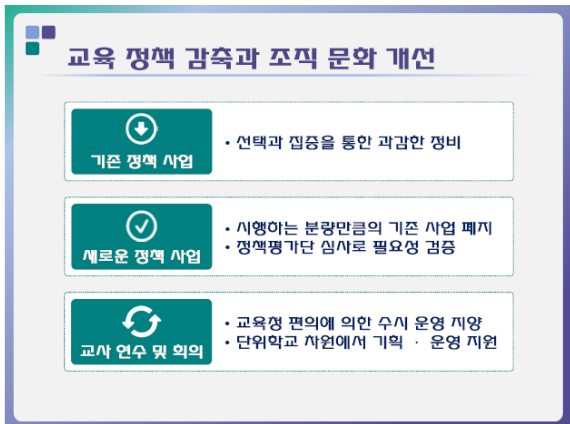 교육 정책 감축과 조직 문화 개선
기존 정책 사업
• 선택과 집중을 통한 과감한 정비
새로운 정책 사업
• 시행하는 분량만큼의 기존 사업 폐지
• 정책평가단 심사로 필요성 검증
교사 연수 및 회의
• 교육청 편의에 의한 수시 운영 지양
• 단위학교 차원에서 기획 · 운영 지원